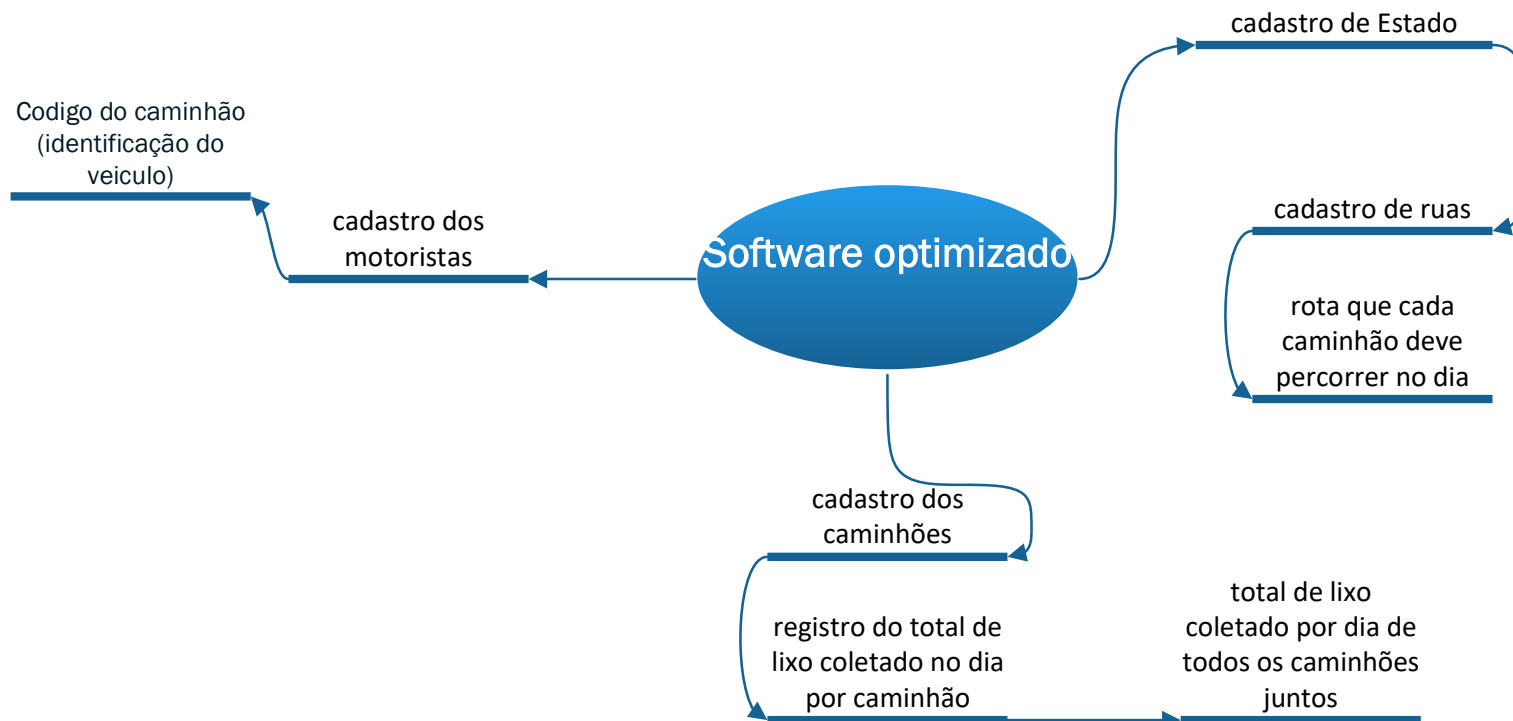 cadastro de Estado
Codigo do caminhão
(identificação do
veiculo)
cadastro dos
motoristas
Software optimizado
cadastro de ruas
rota que cada
caminhão deve
percorrer no dia
cadastro dos
caminhões
registro do total de
lixo coletado no dia
por caminhão
total de lixo
coletado por dia de
todos os caminhões
juntos